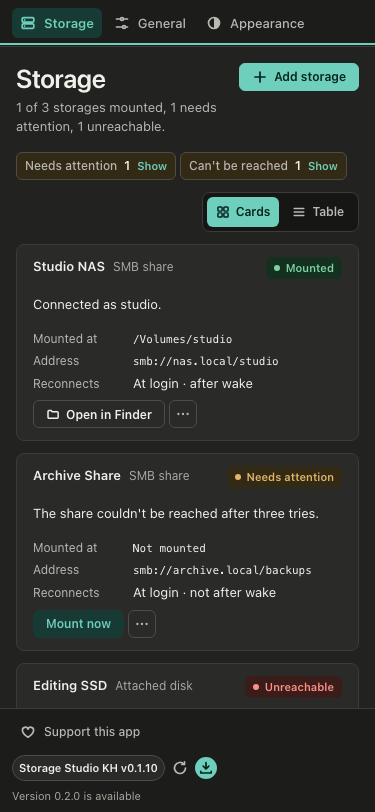 Storage General Appearance
Storage
Add storage
1 of 3 storages mounted, 1 needs
attention, 1 unreachable.
Needs attention 1 Show Can't be reached 1 Show
Cards Table
Studio NAS SMB share Mounted
Connected as studio.
Mounted at /Volumes/studio
Address smb://nas.local/studio
Reconnects At login · after wake
Open in Finder ···
Archive Share SMB share Needs attention
The share couldn't be reached after three tries.
Mounted at Not mounted
Address smb://archive.local/backups
Reconnects At login · not after wake
Mount now ···
Editing SSD Attached disk Unreachable
Support this app
Storage Studio KH v0.1.10
Version 0.2.0 is available